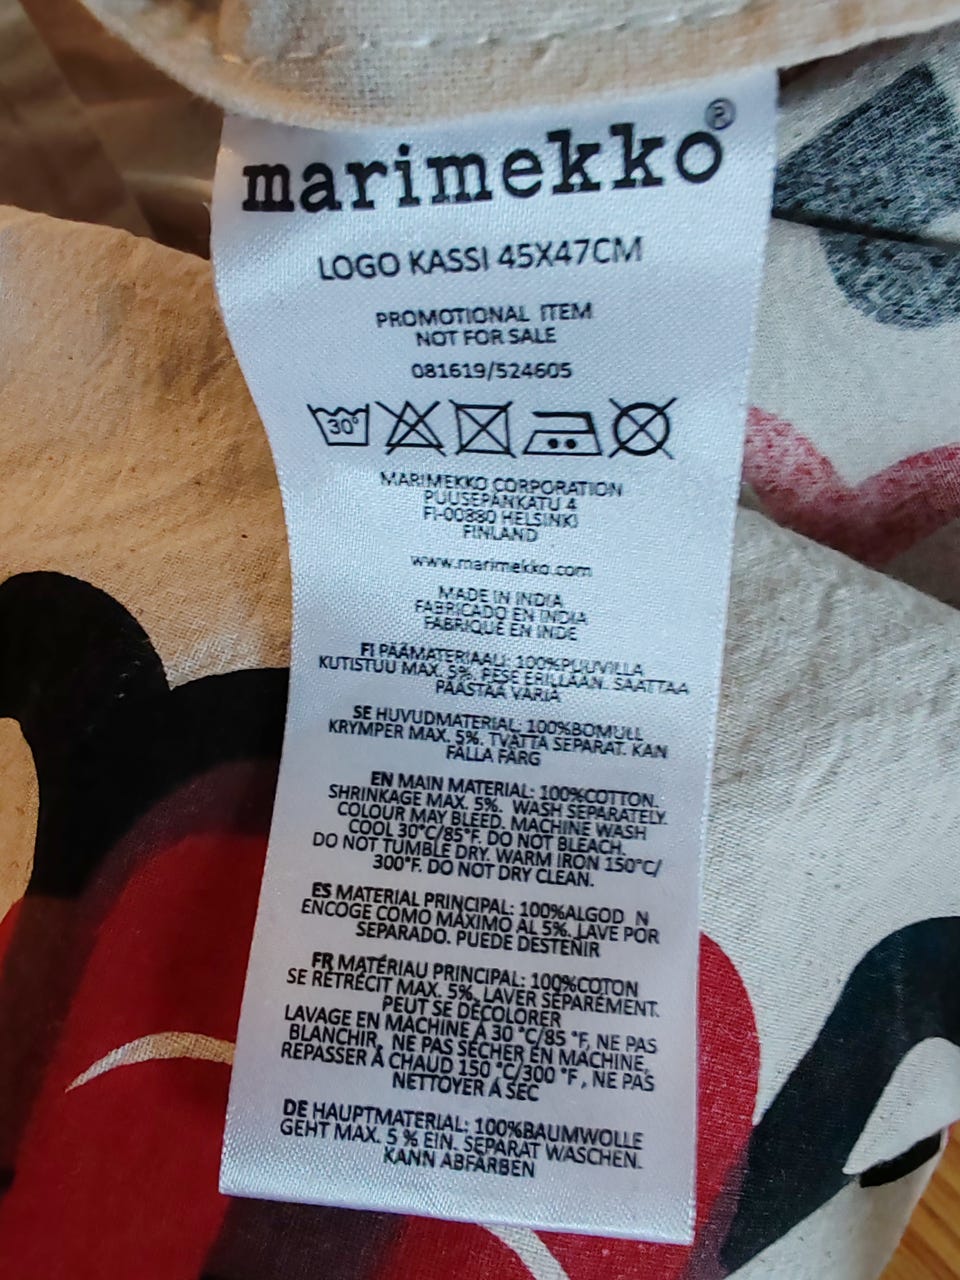 marimekko®
LOGO KASSI 45X47CM
PROMOTIONAL ITEM
NOT FOR SALE
081619/524605
30°
MARIMEKKO CORPORATION
PUUSEPÄNKATU 4
FI-00880 HELSINKI
FINLAND
www.marimekko.com
MADE IN INDIA
FABRICADO EN INDIA
FABRIQUÉ EN INDE
FI PÄÄMATERIAALI: 100%PUUVILLA
KUTISTUU MAX. 5%. PESE ERILLÄÄN. SAATTAA
PÄÄSTÄÄ VÄRIÄ
SE HUVUDMATERIAL: 100%BOMULL
KRYMPER MAX. 5%. TVÄTTA SEPARAT. KAN
FÄLLA FÄRG
EN MAIN MATERIAL: 100%COTTON.
SHRINKAGE MAX. 5%. WASH SEPARATELY.
COLOUR MAY BLEED. MACHINE WASH
COOL 30°C/85°F. DO NOT BLEACH.
DO NOT TUMBLE DRY. WARM IRON 150°C/
300°F. DO NOT DRY CLEAN.
ES MATERIAL PRINCIPAL: 100%ALGOD N
ENCOGE COMO MÁXIMO AL 5%. LAVE POR
SEPARADO. PUEDE DESTEÑIR
FR MATÉRIAU PRINCIPAL: 100%COTON
SE RÉTRÉCIT MAX. 5%. LAVER SÉPARÉMENT.
PEUT SE DÉCOLORER
LAVAGE EN MACHINE À 30 °C/85 °F, NE PAS
BLANCHIR, NE PAS SÉCHER EN MACHINE,
REPASSER À CHAUD 150 °C/300 °F, NE PAS
NETTOYER À SEC
DE HAUPTMATERIAL: 100%BAUMWOLLE
GEHT MAX. 5 % EIN. SEPARAT WASCHEN.
KANN ABFÄRBEN